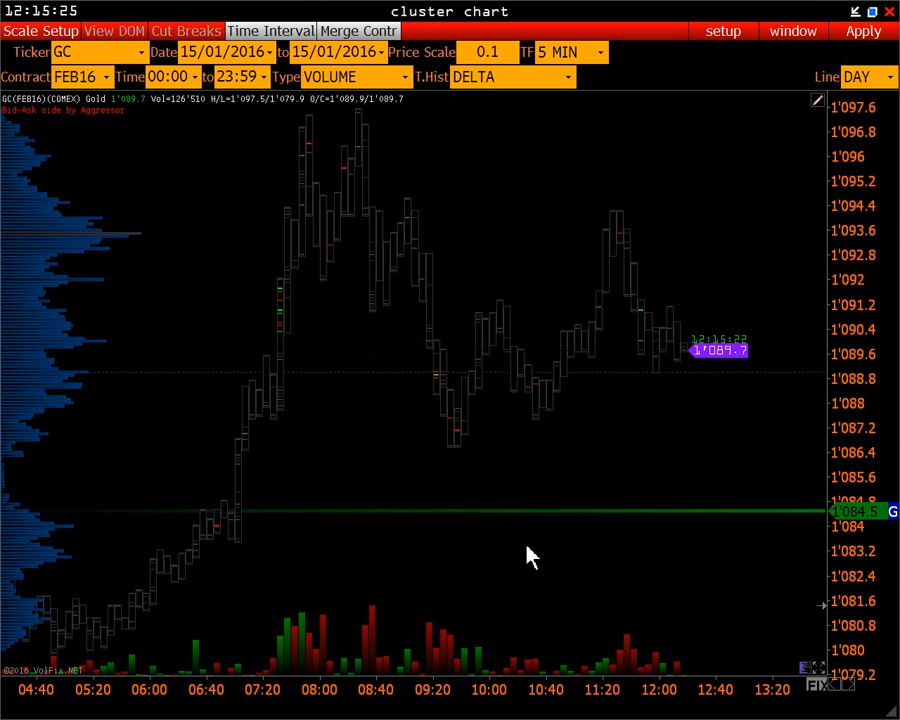 12:15:25 cluster chart
Scale Setup View DOM Cut Breaks Time Interval Merge Contr setup window Apply
Ticker GC Date 15/01/2016 to 15/01/2016 Price Scale 0.1 TF 5 MIN
Contract FEB16 Time 00:00 to 23:59 Type VOLUME T.Hist DELTA Line DAY
GC(FEB16)(COMEX) Gold 1'089.7 Vol=126'510 H/L=1'097.5/1'079.9 O/C=1'089.9/1'089.7
Bid-Ask side by Aggressor
1'097.6
1'096.8
1'096
1'095.2
1'094.4
1'093.6
1'092.8
1'092
1'091.2
1'090.4
12:15:22
1'089.7
1'089.6
1'088.8
1'088
1'087.2
1'086.4
1'085.6
1'084.8
1'084.5 G
1'084
1'083.2
1'082.4
1'081.6
1'080.8
1'080
1'079.2
©2016 VolFix.NET
FIX
04:40 05:20 06:00 06:40 07:20 08:00 08:40 09:20 10:00 10:40 11:20 12:00 12:40 13:20